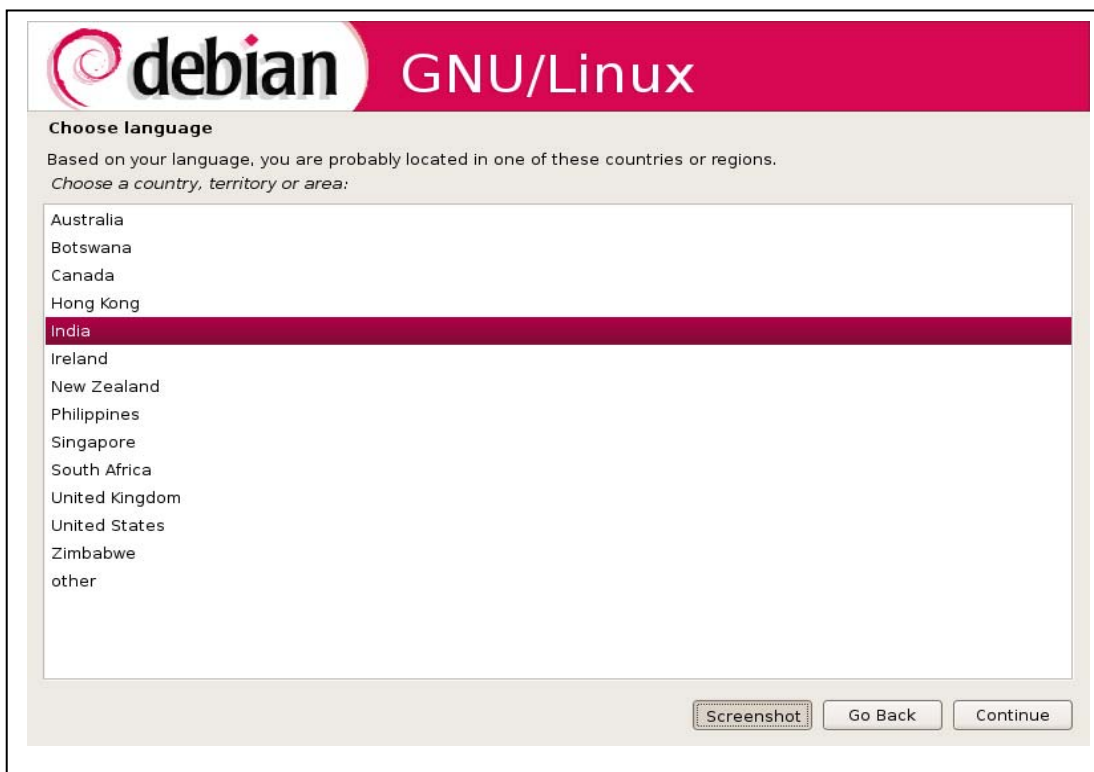 debian GNU/Linux
Choose language
Based on your language, you are probably located in one of these countries or regions.
Choose a country, territory or area:
Australia
Botswana
Canada
Hong Kong
India
Ireland
New Zealand
Philippines
Singapore
South Africa
United Kingdom
United States
Zimbabwe
other
Screenshot Go Back Continue